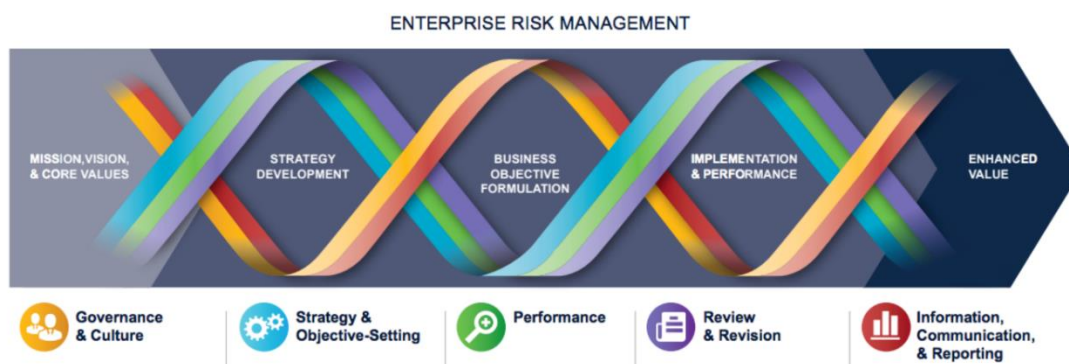 ENTERPRISE RISK MANAGEMENT
MISSION, VISION,
& CORE VALUES
STRATEGY
DEVELOPMENT
BUSINESS
OBJECTIVE
FORMULATION
IMPLEMENTATION
& PERFORMANCE
ENHANCED
VALUE
Governance
& Culture
Strategy &
Objective-Setting
Performance
Review
& Revision
Information,
Communication,
& Reporting